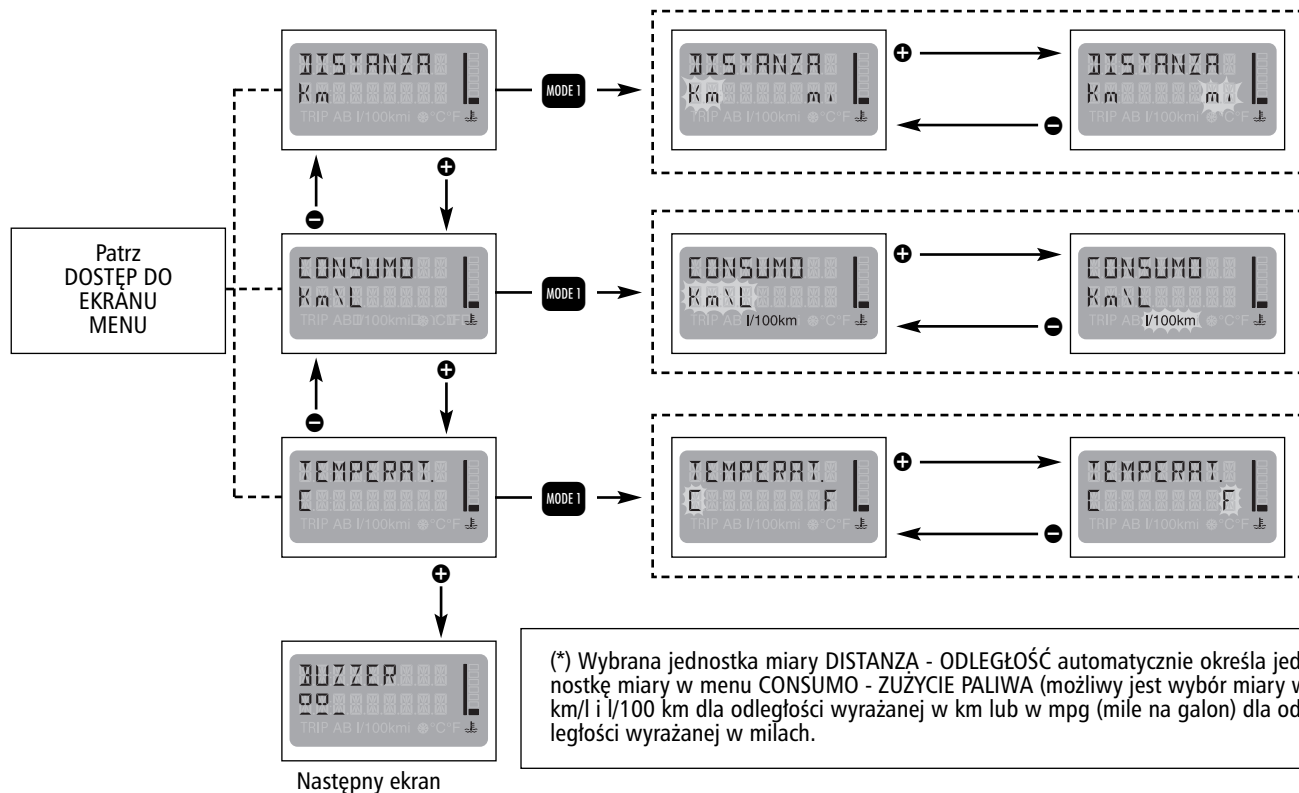 DISTANZA
Km
TRIP AB l/100kmi °C°F
MODE 1
DISTANZA
Km mi
TRIP AB l/100kmi °C°F
DISTANZA
Km mi
TRIP AB l/100kmi °C°F
Patrz
DOSTĘP DO
EKRANU
MENU
CONSUMO
Km\L
MODE 1
CONSUMO
Km\L
TRIP AB l/100km °C°F
CONSUMO
Km\L
TRIP AB l/100km °C°F
TEMPERAT.
C
TRIP AB l/100kmi °C°F
MODE 1
TEMPERAT.
C F
TRIP AB l/100kmi °C°F
TEMPERAT.
C F
TRIP AB l/100kmi °C°F
BUZZER
TRIP AB l/100kmi °C°F
Następny ekran
(*) Wybrana jednostka miary DISTANZA - ODLEGŁOŚĆ automatycznie określa jed
nostkę miary w menu CONSUMO - ZUŻYCIE PALIWA (możliwy jest wybór miary w
km/l i l/100 km dla odległości wyrażanej w km lub w mpg (mile na galon) dla od
ległości wyrażanej w milach.